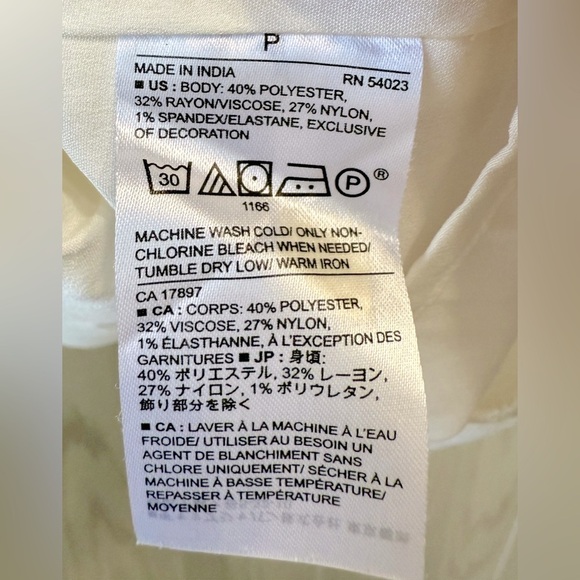 P
MADE IN INDIA RN 54023
■ US : BODY: 40% POLYESTER,
32% RAYON/VISCOSE, 27% NYLON,
1% SPANDEX/ELASTANE, EXCLUSIVE
OF DECORATION
30 P ®
1166
MACHINE WASH COLD/ ONLY NON-
CHLORINE BLEACH WHEN NEEDED/
TUMBLE DRY LOW/ WARM IRON
CA 17897
■ CA : CORPS: 40% POLYESTER,
32% VISCOSE, 27% NYLON,
1% ÉLASTHANNE, À L'EXCEPTION DES
GARNITURES ■ JP : 身頃:
40% ポリエステル, 32% レーヨン,
27% ナイロン, 1% ポリウレタン,
飾り部分を除く
■ CA : LAVER À LA MACHINE À L'EAU
FROIDE/ UTILISER AU BESOIN UN
AGENT DE BLANCHIMENT SANS
CHLORE UNIQUEMENT/ SÉCHER À LA
MACHINE À BASSE TEMPÉRATURE/
REPASSER À TEMPÉRATURE
MOYENNE